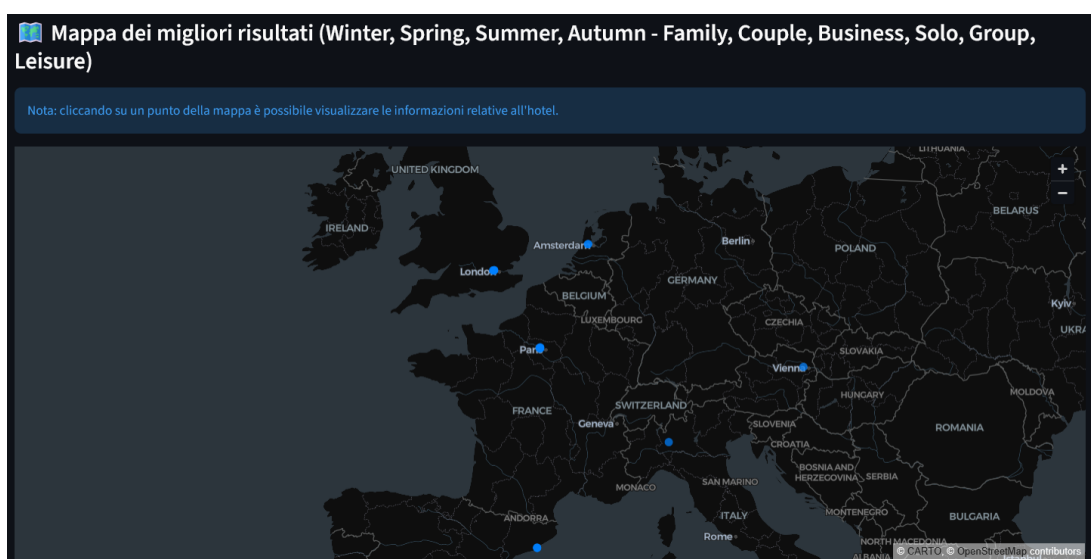 Mappa dei migliori risultati (Winter, Spring, Summer, Autumn - Family, Couple, Business, Solo, Group,
Leisure)
Nota: cliccando su un punto della mappa è possibile visualizzare le informazioni relative all'hotel.
LITHUANIA
UNITED KINGDOM
+
−
BELARUS
IRELAND
Amsterdam
Berlin
POLAND
London
GERMANY
BELGIUM
Kyiv
LUXEMBOURG
CZECHIA
UKRA
Paris
SLOVAKIA
Vienna
HUNGARY
MOLDOVA
SWITZERLAND
FRANCE
Geneva
SLOVENIA
ROMANIA
CROATIA
BOSNIA AND
HERZEGOVINA
SERBIA
MONACO
SAN MARINO
ANDORRA
ITALY
MONTENEGRO
BULGARIA
Rome
NORTH MACEDONIA
© CARTO, © OpenStreetMap contributors
ALBANIA